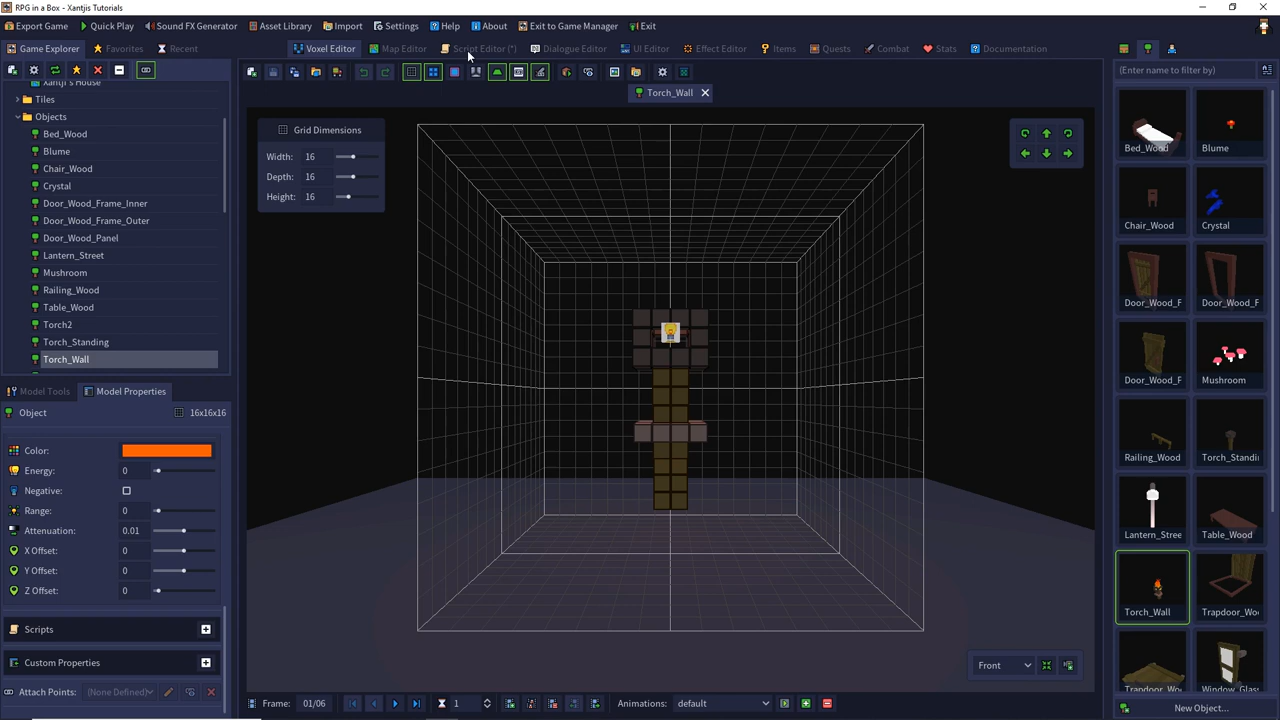 RPG in a Box - Xantjis Tutorials
Export Game Quick Play Sound FX Generator Asset Library Import Settings Help About Exit to Game Manager Exit
Game Explorer Favorites Recent
Voxel Editor Map Editor Script Editor (*) Dialogue Editor UI Editor Effect Editor Items Quests Combat Stats Documentation
Torch_Wall
(Enter name to filter)
Xantji's House
Tiles
Objects
Bed_Wood
Blume
Chair_Wood
Crystal
Door_Wood_Frame_Inner
Door_Wood_Frame_Outer
Door_Wood_Panel
Lantern_Street
Mushroom
Railing_Wood
Table_Wood
Torch2
Torch_Standing
Torch_Wall
Model Tools Model Properties
Object 16x16x16
Color:
Energy: 0
Negative:
Range: 0
Attenuation: 0.01
X Offset: 0
Y Offset: 0
Z Offset: 0
Scripts
Custom Properties
Attach Points: (None Defined)
Grid Dimensions
Width: 16
Depth: 16
Height: 16
Front
Frame: 01/06 1 Animations: default
Bed_Wood Blume
Chair_Wood Crystal
Door_Wood_F Door_Wood_F
Door_Wood_F Mushroom
Railing_Wood Torch_Standi
Lantern_Stree Table_Wood
Torch_Wall Trapdoor_Wo
Trapdoor_Wo Window_Glas
New Object...